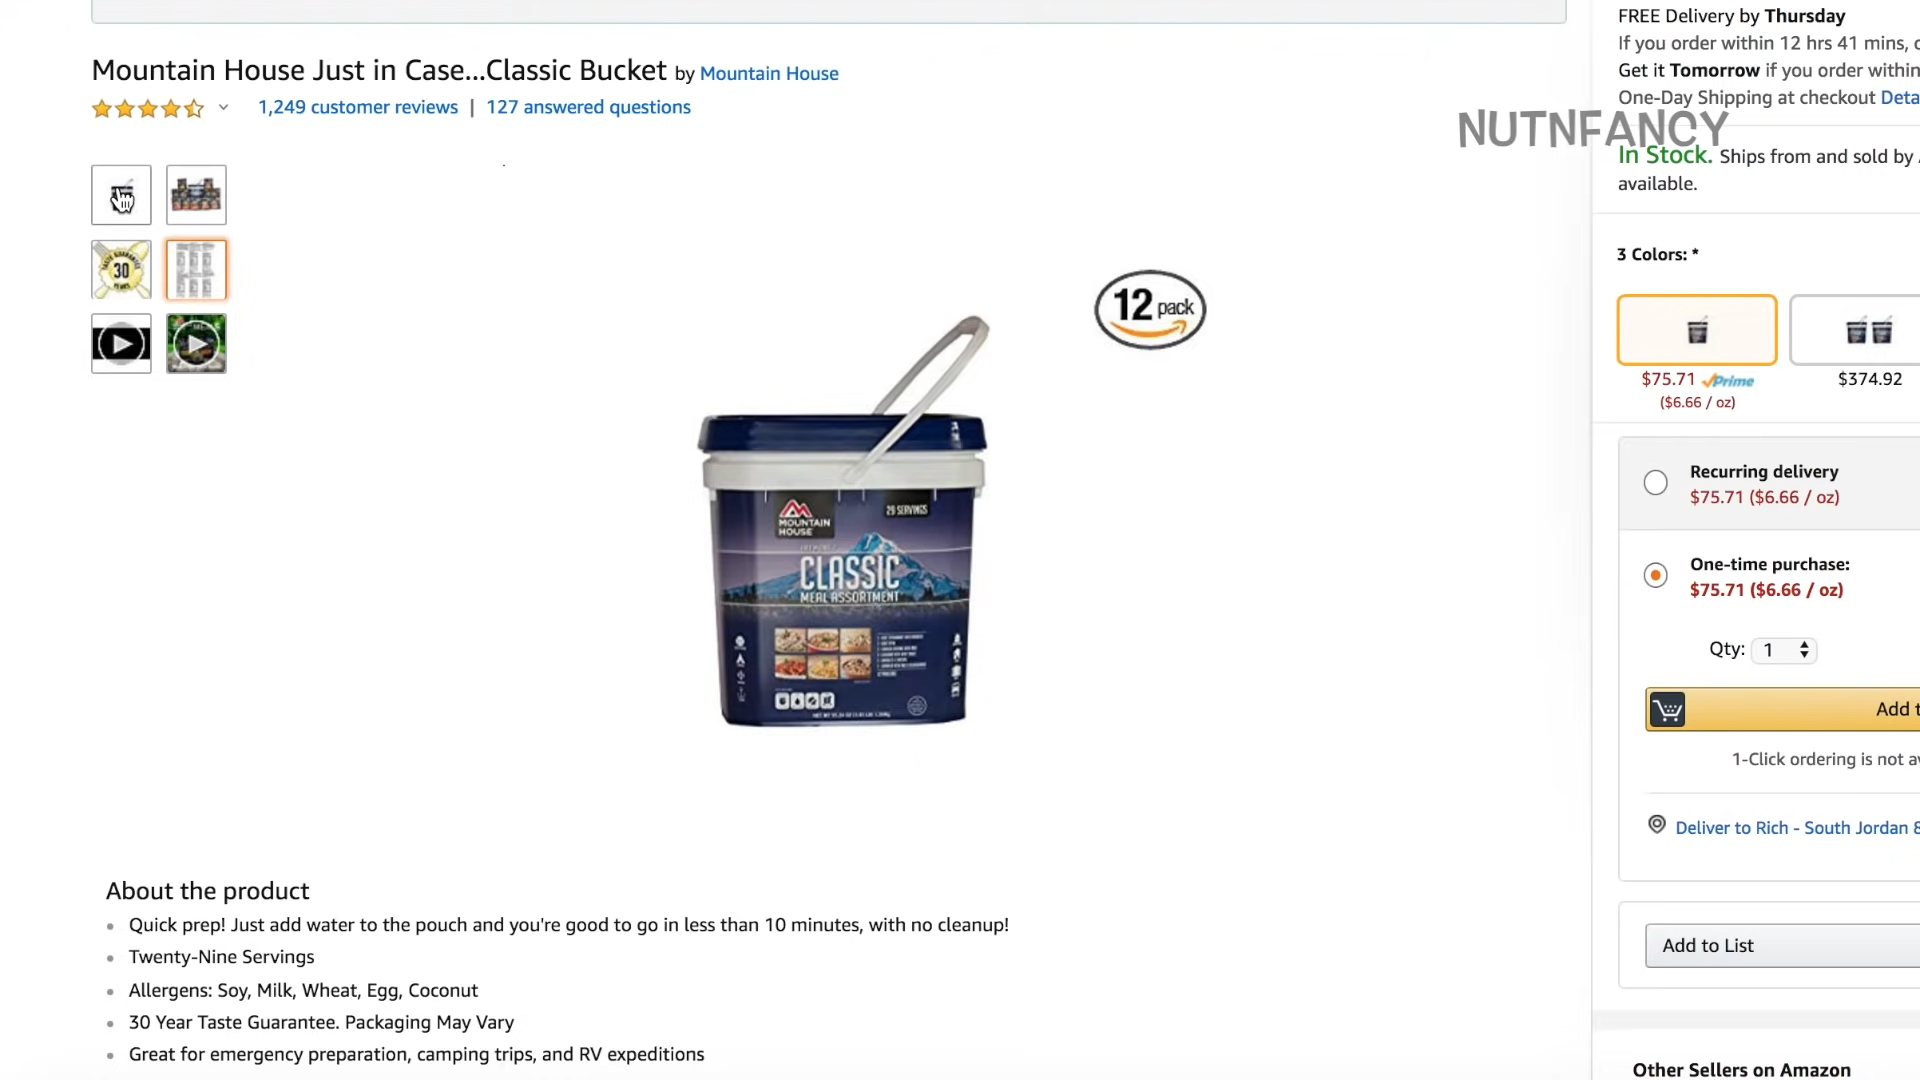 FREE Delivery by Thursday
If you order within 12 hrs 41 mins,
Get it Tomorrow if you order within
One-Day Shipping at checkout Deta
Mountain House Just in Case...Classic Bucket by Mountain House
1,249 customer reviews | 127 answered questions
NUTNFANCY
In Stock. Ships from and sold by
available.
30
12 pack
3 Colors: *
$75.71 Prime
($6.66 / oz)
$374.92
MOUNTAIN
HOUSE
29 SERVINGS
CLASSIC
MEAL ASSORTMENT
Recurring delivery
$75.71 ($6.66 / oz)
One-time purchase:
$75.71 ($6.66 / oz)
Qty: 1
Add t
1-Click ordering is not av
Deliver to Rich - South Jordan 8
Add to List
Other Sellers on Amazon
About the product
Quick prep! Just add water to the pouch and you're good to go in less than 10 minutes, with no cleanup!
Twenty-Nine Servings
Allergens: Soy, Milk, Wheat, Egg, Coconut
30 Year Taste Guarantee. Packaging May Vary
Great for emergency preparation, camping trips, and RV expeditions